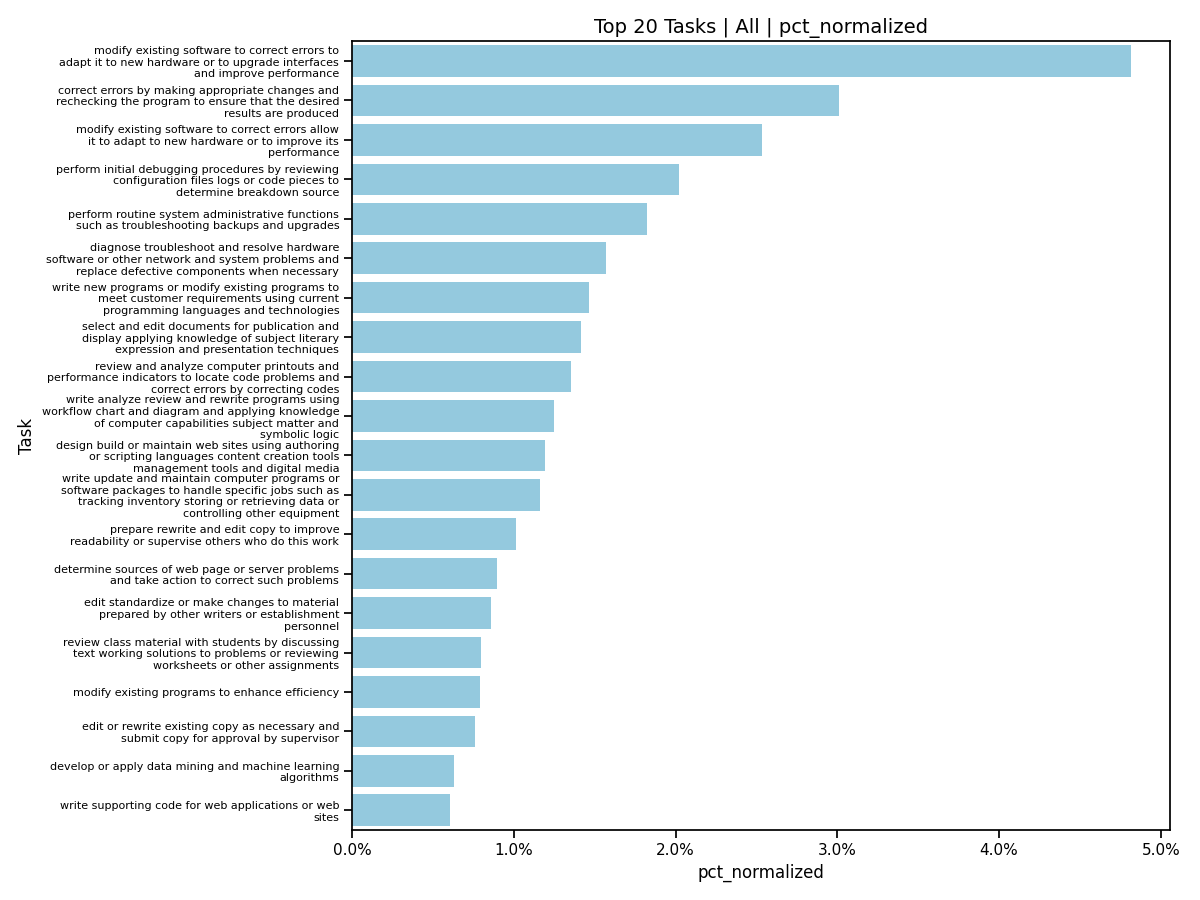 Top 20 Tasks | All | pct_normalized
modify existing software to correct errors to
adapt it to new hardware or to upgrade interfaces
and improve performance
correct errors by making appropriate changes and
rechecking the program to ensure that the desired
results are produced
modify existing software to correct errors allow
it to adapt to new hardware or to improve its
performance
perform initial debugging procedures by reviewing
configuration files logs or code pieces to
determine breakdown source
perform routine system administrative functions
such as troubleshooting backups and upgrades
diagnose troubleshoot and resolve hardware
software or other network and system problems and
replace defective components when necessary
write new programs or modify existing programs to
meet customer requirements using current
programming languages and technologies
select and edit documents for publication and
display applying knowledge of subject literary
expression and presentation techniques
review and analyze computer printouts and
performance indicators to locate code problems and
correct errors by correcting codes
write analyze review and rewrite programs using
workflow chart and diagram and applying knowledge
of computer capabilities subject matter and
symbolic logic
design build or maintain web sites using authoring
or scripting languages content creation tools
management tools and digital media
write update and maintain computer programs or
software packages to handle specific jobs such as
tracking inventory storing or retrieving data or
controlling other equipment
prepare rewrite and edit copy to improve
readability or supervise others who do this work
determine sources of web page or server problems
and take action to correct such problems
edit standardize or make changes to material
prepared by other writers or establishment
personnel
review class material with students by discussing
text working solutions to problems or reviewing
worksheets or other assignments
modify existing programs to enhance efficiency
edit or rewrite existing copy as necessary and
submit copy for approval by supervisor
develop or apply data mining and machine learning
algorithms
write supporting code for web applications or web
sites
Task
0.0% 1.0% 2.0% 3.0% 4.0% 5.0%
pct_normalized